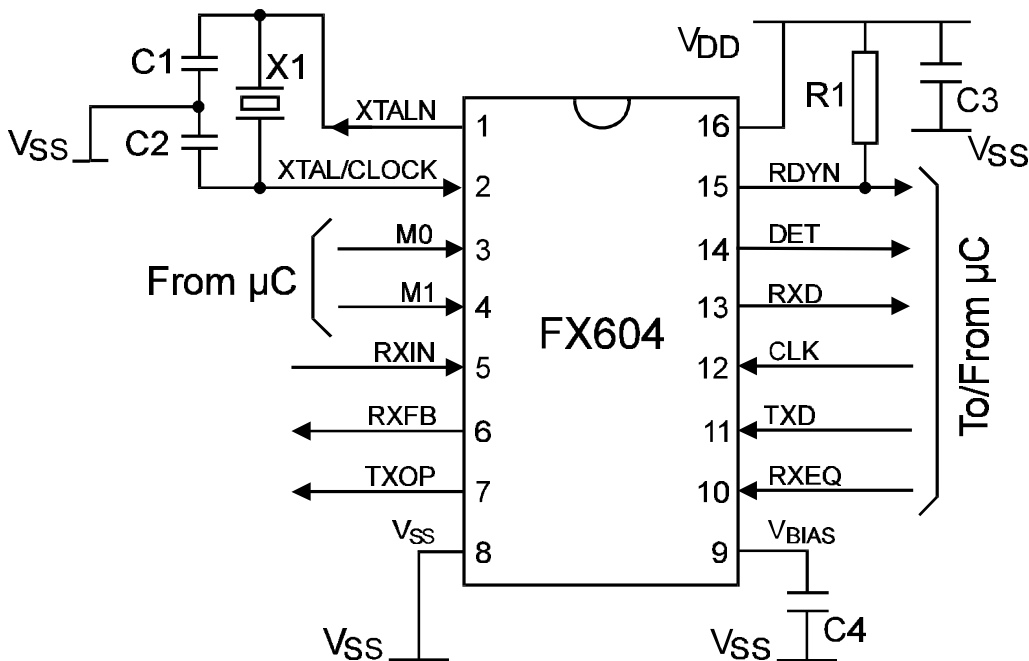 C1
X1
C2
VSS
XTALN
XTAL/CLOCK
From µC
M0
M1
RXIN
RXFB
TXOP
VSS
VSS
1
2
3
4
5
6
7
8
FX604
16
15
14
13
12
11
10
9
VDD
R1
C3
VSS
RDYN
DET
RXD
CLK
TXD
RXEQ
VBIAS
To/From µC
C4
VSS